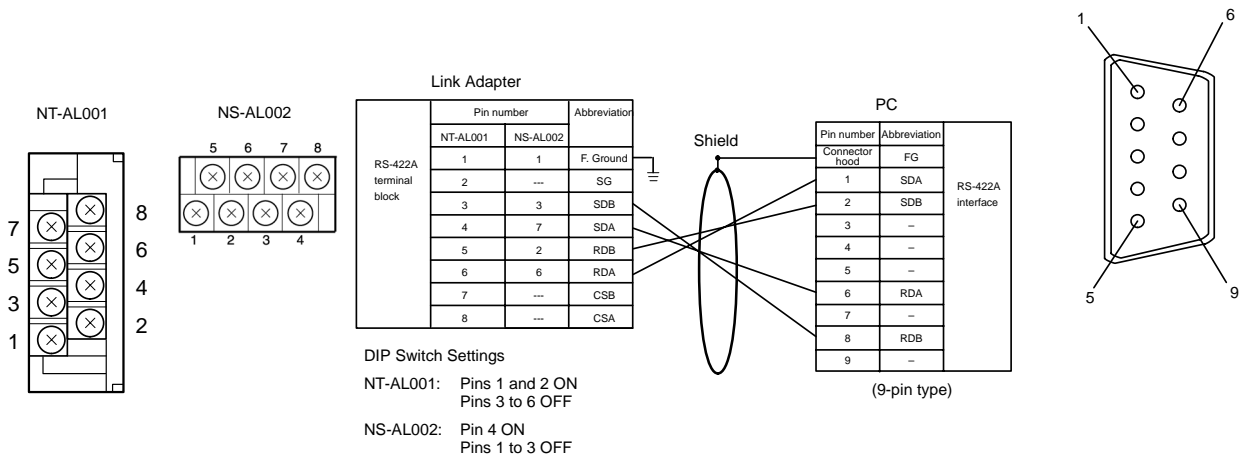 NT-AL001
7
5
3
1
8
6
4
2
NS-AL002
5 6 7 8
1 2 3 4
Link Adapter
RS-422A terminal block
Pin number Abbreviation
NT-AL001 NS-AL002
1 1 F. Ground
2 --- SG
3 3 SDB
4 7 SDA
5 2 RDB
6 6 RDA
7 --- CSB
8 --- CSA
DIP Switch Settings
NT-AL001: Pins 1 and 2 ON
Pins 3 to 6 OFF
NS-AL002: Pin 4 ON
Pins 1 to 3 OFF
Shield
PC
Pin number Abbreviation
Connector hood FG
1 SDA
2 SDB
3 –
4 –
5 –
6 RDA
7 –
8 RDB
9 –
RS-422A interface
(9-pin type)
1
6
5
9